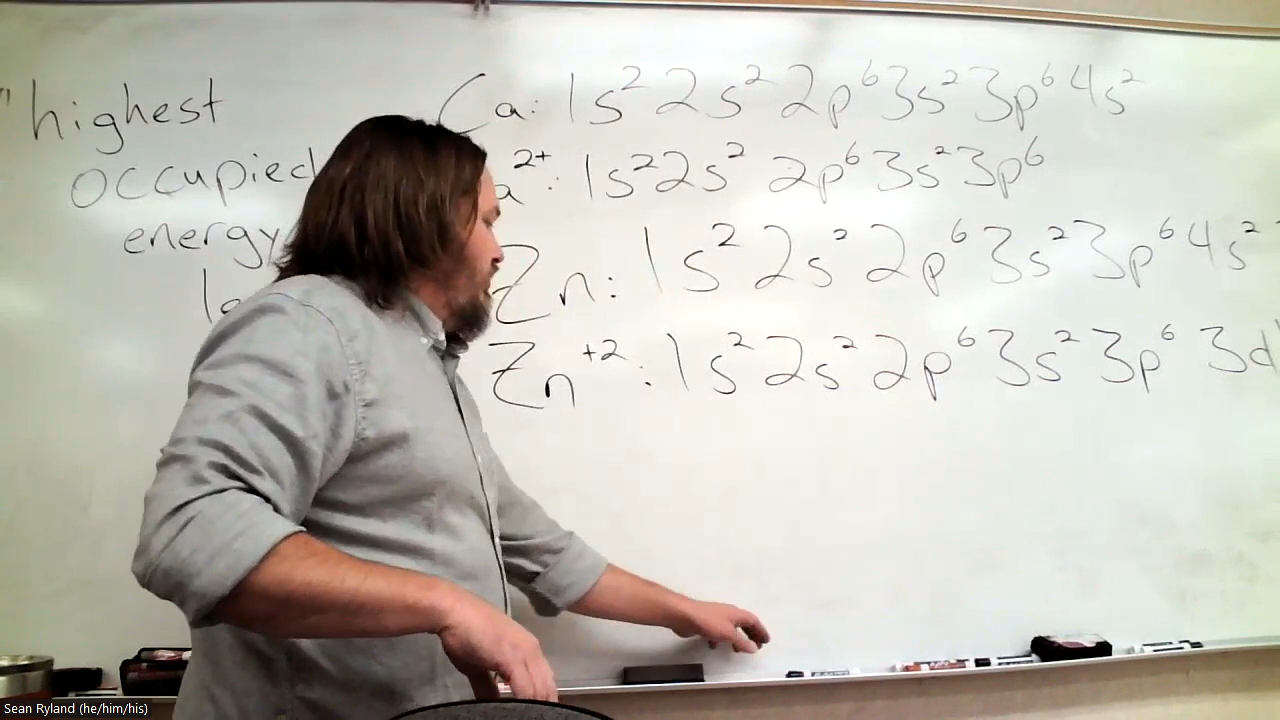 "highest
occupied
energy
Ca: 1s² 2s² 2p⁶ 3s² 3p⁶ 4s²
a²⁺: 1s² 2s² 2p⁶ 3s² 3p⁶
Zn: 1s² 2s² 2p⁶ 3s² 3p⁶ 4s²
Zn⁺²: 1s² 2s² 2p⁶ 3s² 3p⁶ 3d
Sean Ryland (he/him/his)